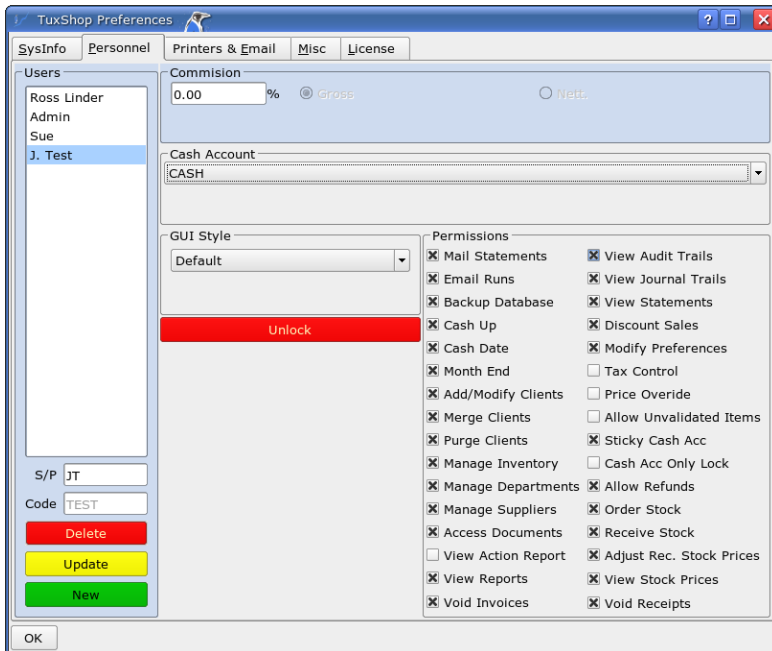 TuxShop Preferences
SysInfo Personnel Printers & Email Misc License
Users
Ross Linder
Admin
Sue
J. Test
S/P JT
Code TEST
Delete
Update
New
Commision
0.00 % Gross Nett.
Cash Account
CASH
GUI Style
Default
Unlock
Permissions
Mail Statements View Audit Trails
Email Runs View Journal Trails
Backup Database View Statements
Cash Up Discount Sales
Cash Date Modify Preferences
Month End Tax Control
Add/Modify Clients Price Overide
Merge Clients Allow Unvalidated Items
Purge Clients Sticky Cash Acc
Manage Inventory Cash Acc Only Lock
Manage Departments Allow Refunds
Manage Suppliers Order Stock
Access Documents Receive Stock
View Action Report Adjust Rec. Stock Prices
View Reports View Stock Prices
Void Invoices Void Receipts
OK